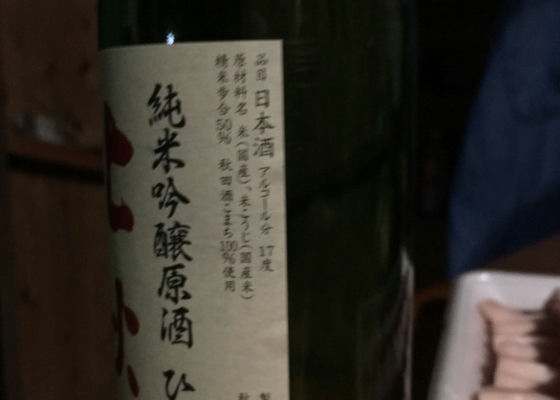 品目 日本酒 アルコール分 17度
原材料名 米(国産)、米こうじ(国産米)
精米歩合50% 秋田酒こまち100%使用
純米吟醸原酒 ひ